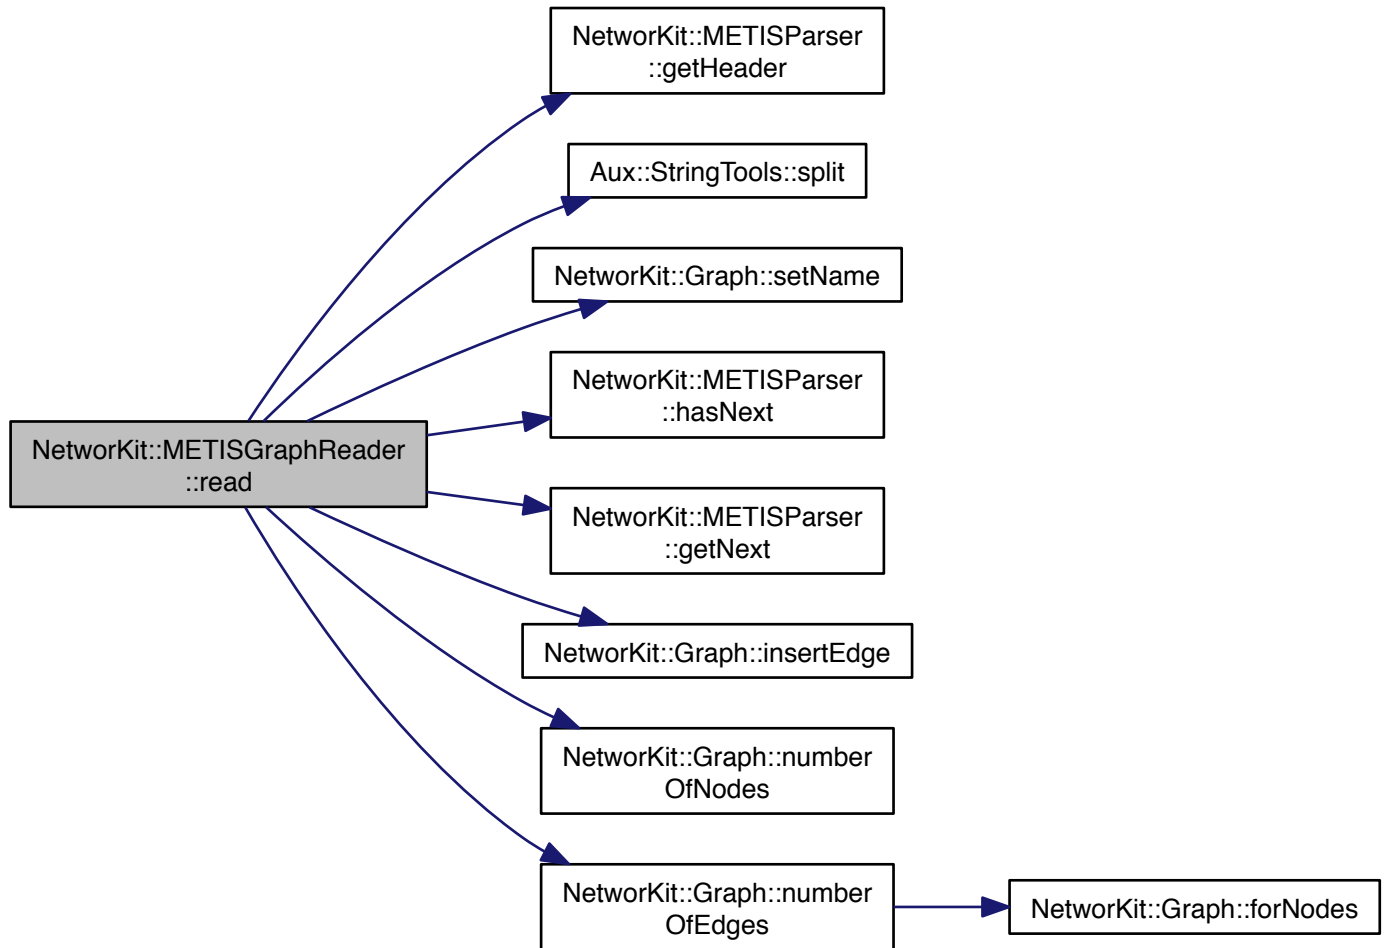 NetworKit::METISParser
::getHeader
Aux::StringTools::split
NetworKit::Graph::setName
NetworKit::METISParser
::hasNext
NetworKit::METISGraphReader
::read
NetworKit::METISParser
::getNext
NetworKit::Graph::insertEdge
NetworKit::Graph::number
OfNodes
NetworKit::Graph::number
OfEdges
NetworKit::Graph::forNodes